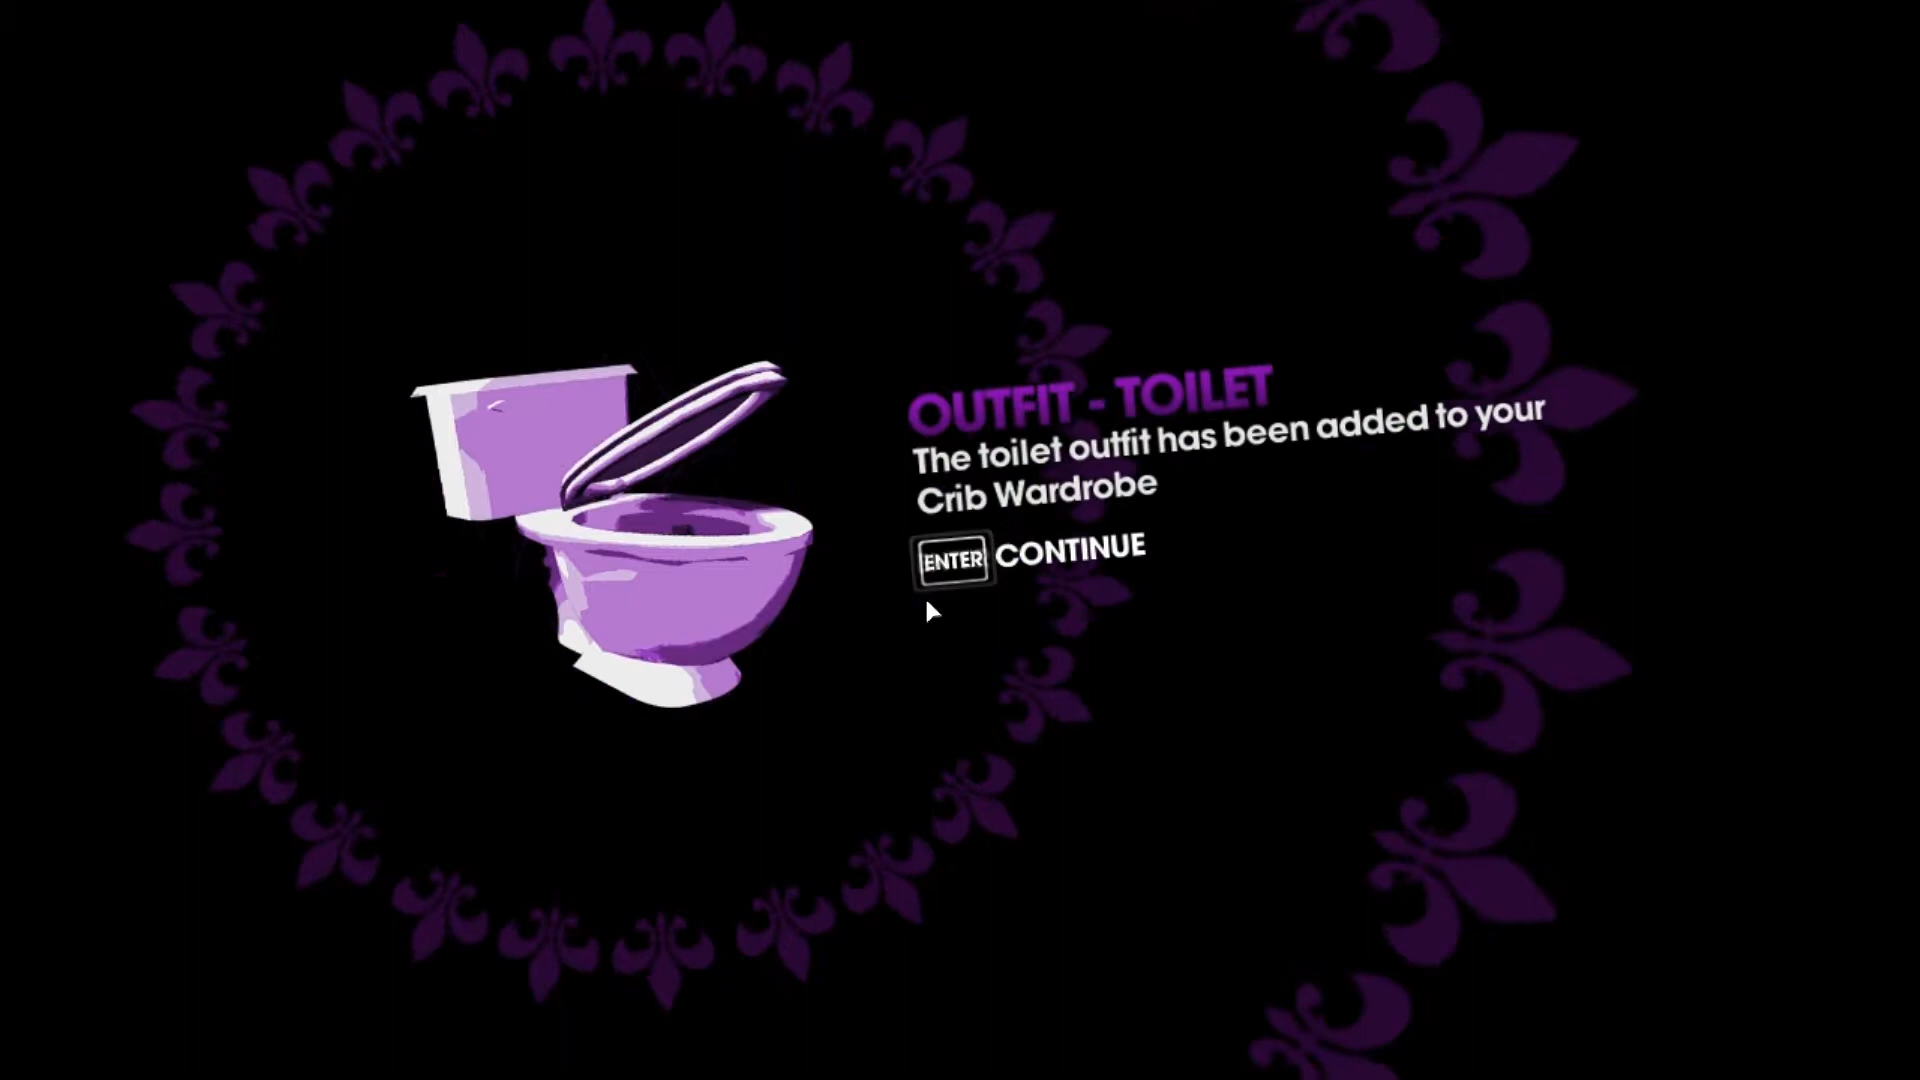 OUTFIT - TOILET
The toilet outfit has been added to your
Crib Wardrobe
ENTER CONTINUE